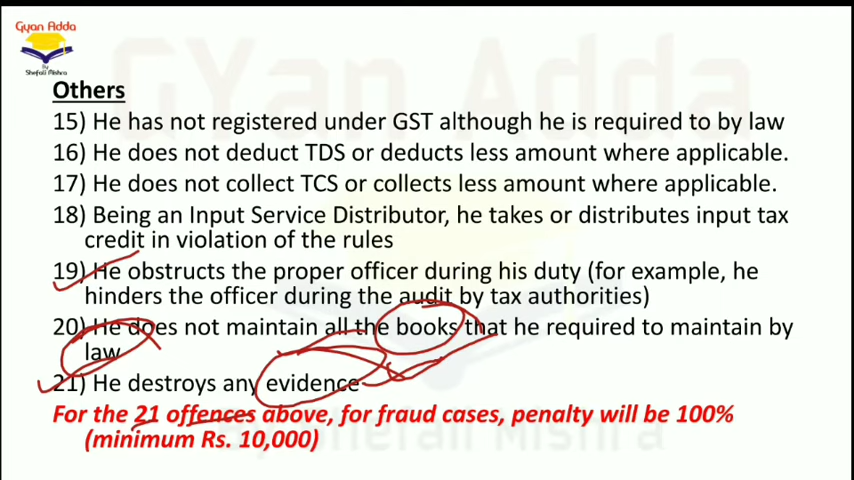 Gyan Adda
By
Shefali Mishra
Others
15) He has not registered under GST although he is required to by law
16) He does not deduct TDS or deducts less amount where applicable.
17) He does not collect TCS or collects less amount where applicable.
18) Being an Input Service Distributor, he takes or distributes input tax
credit in violation of the rules
19) He obstructs the proper officer during his duty (for example, he
hinders the officer during the audit by tax authorities)
20) He does not maintain all the books that he required to maintain by
law
21) He destroys any evidence
For the 21 offences above, for fraud cases, penalty will be 100%
(minimum Rs. 10,000)
GYan Adda
by Shefali Mishra